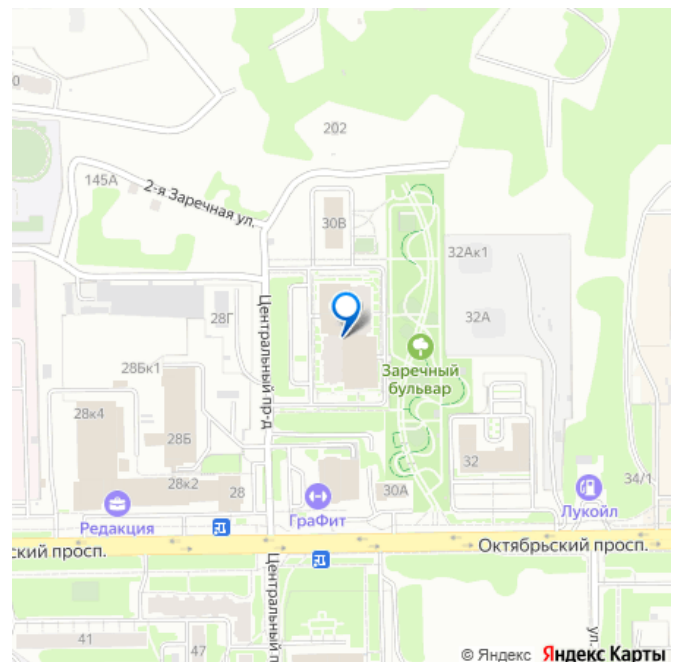 0
202
145А
2-я Заречная ул.
30В
32Ак1
28Г
32А
Центральный пр-д
Заречный
бульвар
28Бк1
28к4
28Б
32
28к2
28
30А
34/1
Редакция
ГраФит
Лукойл
ский просп.
Октябрьский просп.
Центральный п
ул.
41
47
© Яндекс Яндекс Карты